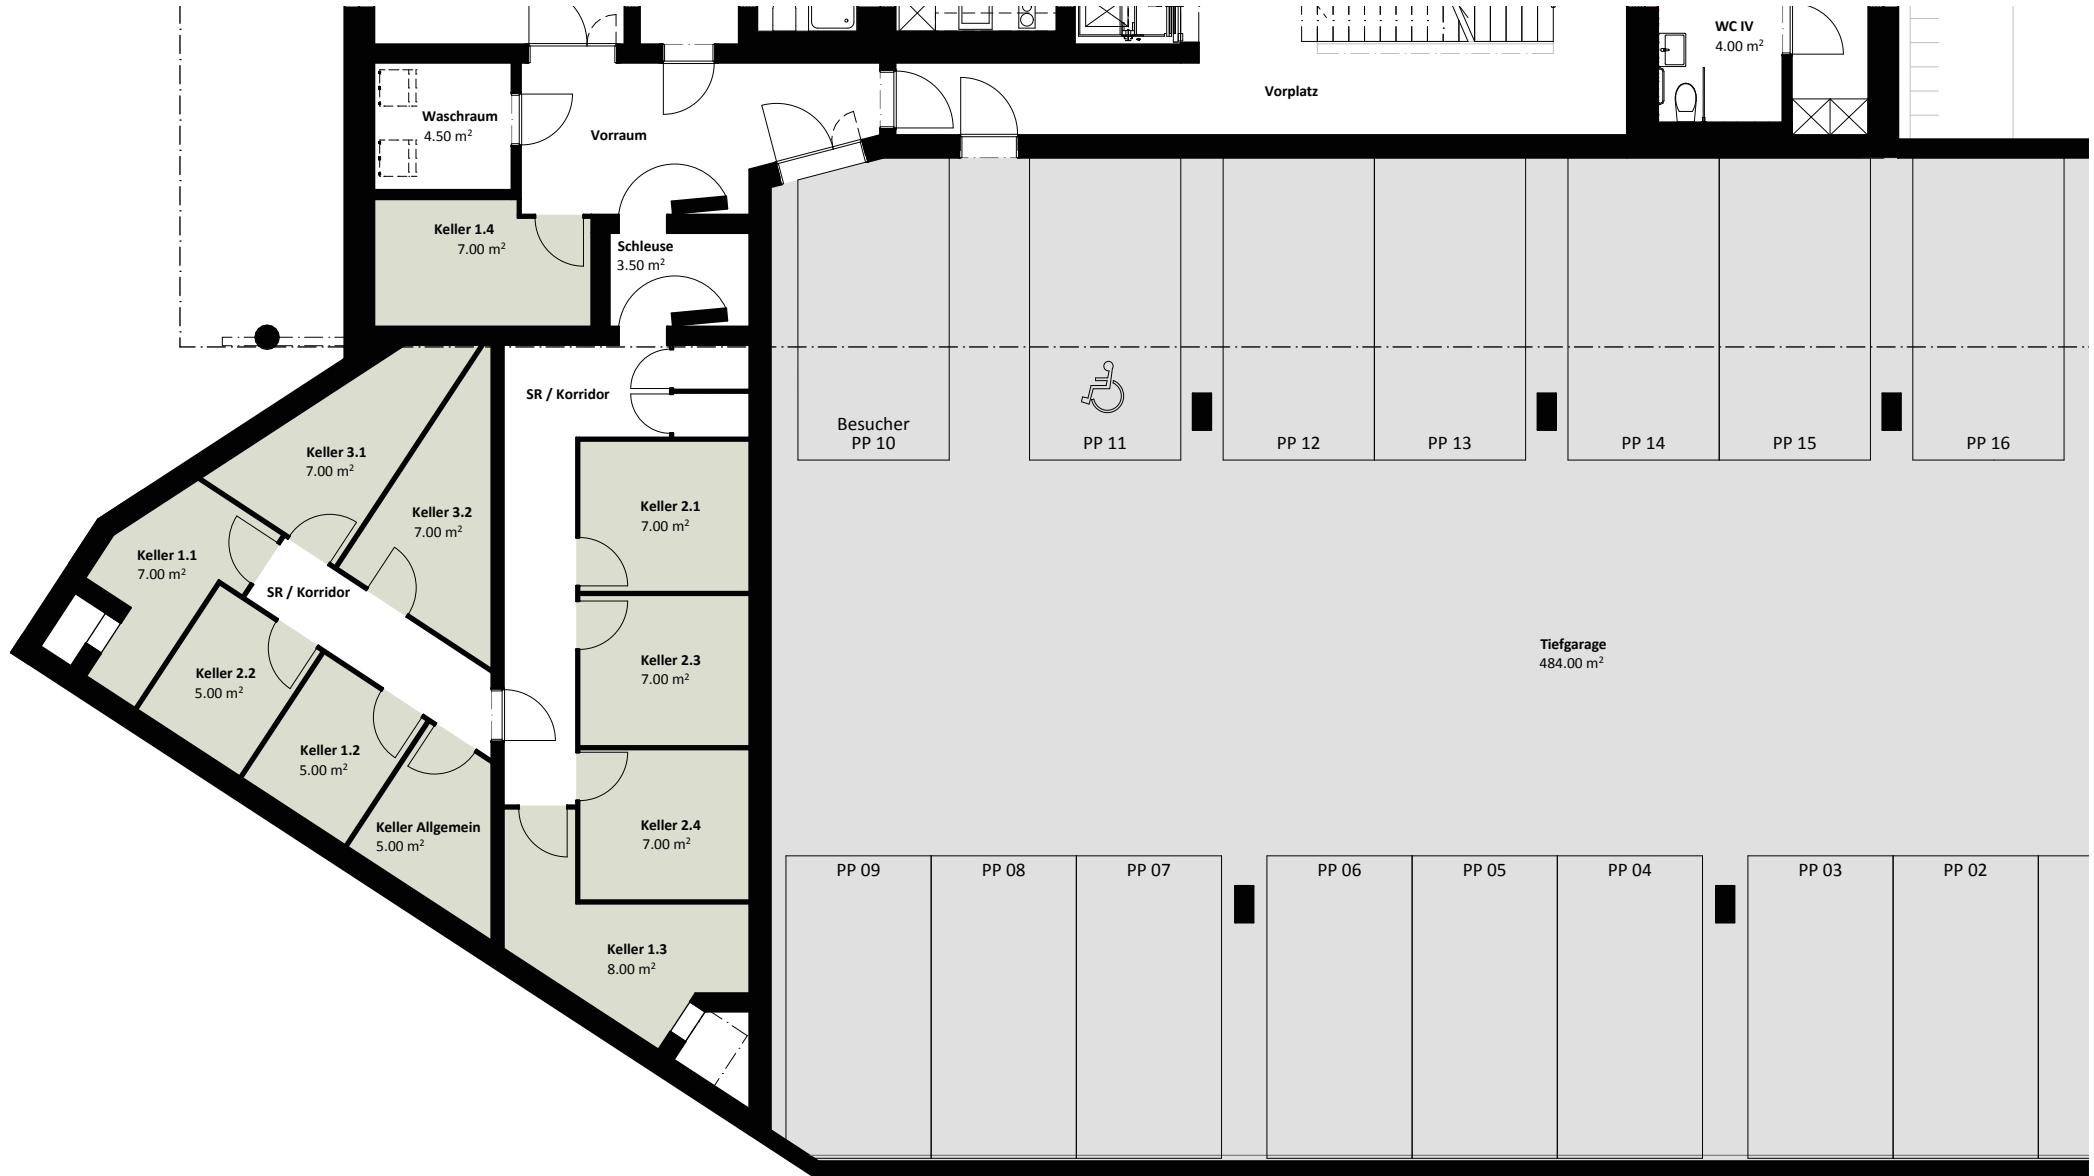 WC IV
4.00 m²
Vorplatz
Waschraum
4.50 m²
Vorraum
Keller 1.4
7.00 m²
Schleuse
3.50 m²
SR / Korridor
Besucher
PP 10
PP 11
PP 12
PP 13
PP 14
PP 15
PP 16
Keller 3.1
7.00 m²
Keller 3.2
7.00 m²
Keller 2.1
7.00 m²
Keller 1.1
7.00 m²
SR / Korridor
Keller 2.2
5.00 m²
Keller 2.3
7.00 m²
Tiefgarage
484.00 m²
Keller 1.2
5.00 m²
Keller Allgemein
5.00 m²
Keller 2.4
7.00 m²
Keller 1.3
8.00 m²
PP 09
PP 08
PP 07
PP 06
PP 05
PP 04
PP 03
PP 02